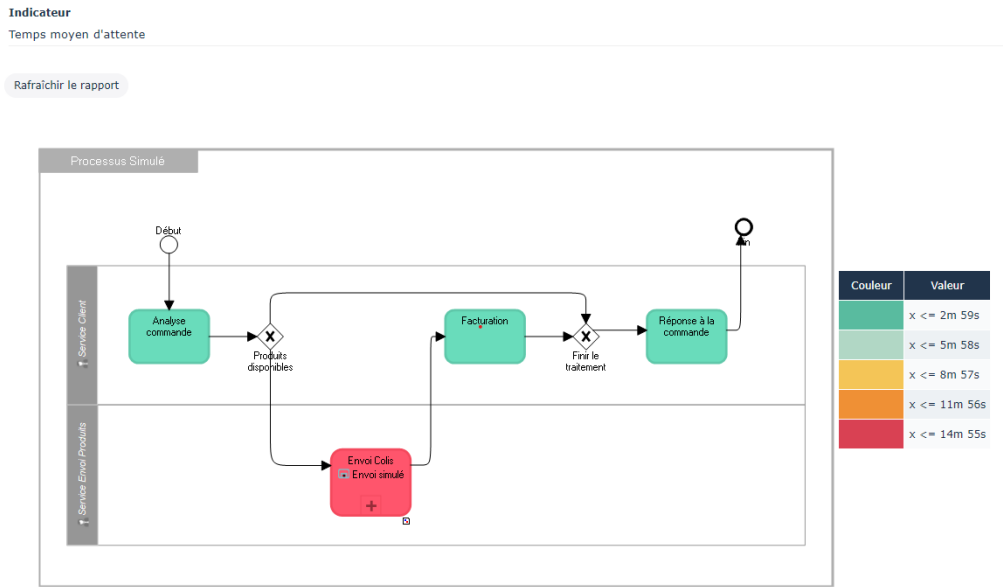 Indicateur
Temps moyen d'attente
Rafraîchir le rapport
Processus Simulé
Début
Service Client
Analyse
commande
Produits
disponibles
Facturation
Finir le
traitement
Réponse à la
commande
Service Envoi Produits
Envoi Colis
Envoi simulé
Couleur Valeur
x <= 2m 59s
x <= 5m 58s
x <= 8m 57s
x <= 11m 56s
x <= 14m 55s